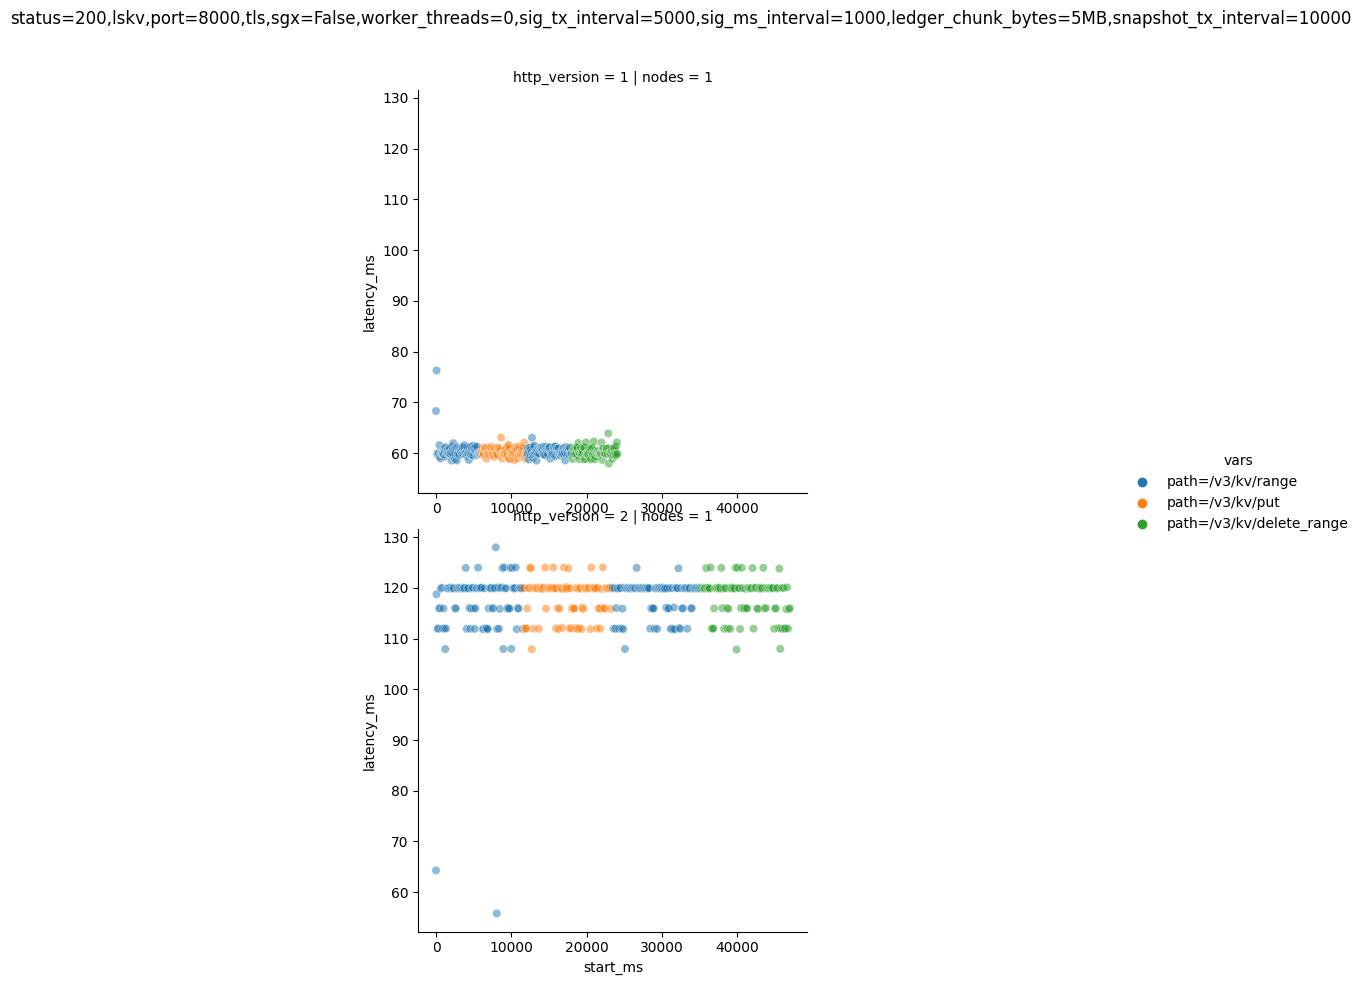 status=200,lskv,port=8000,tls,sgx=False,worker_threads=0,sig_tx_interval=5000,sig_ms_interval=1000,ledger_chunk_bytes=5MB,snapshot_tx_interval=10000
http_version = 1 | nodes = 1
130
120
110
100
90
80
70
60
latency_ms
0 10000 20000 30000 40000
http_version = 2 | nodes = 1
130
120
110
100
90
80
70
60
latency_ms
0 10000 20000 30000 40000
start_ms
vars
path=/v3/kv/range
path=/v3/kv/put
path=/v3/kv/delete_range